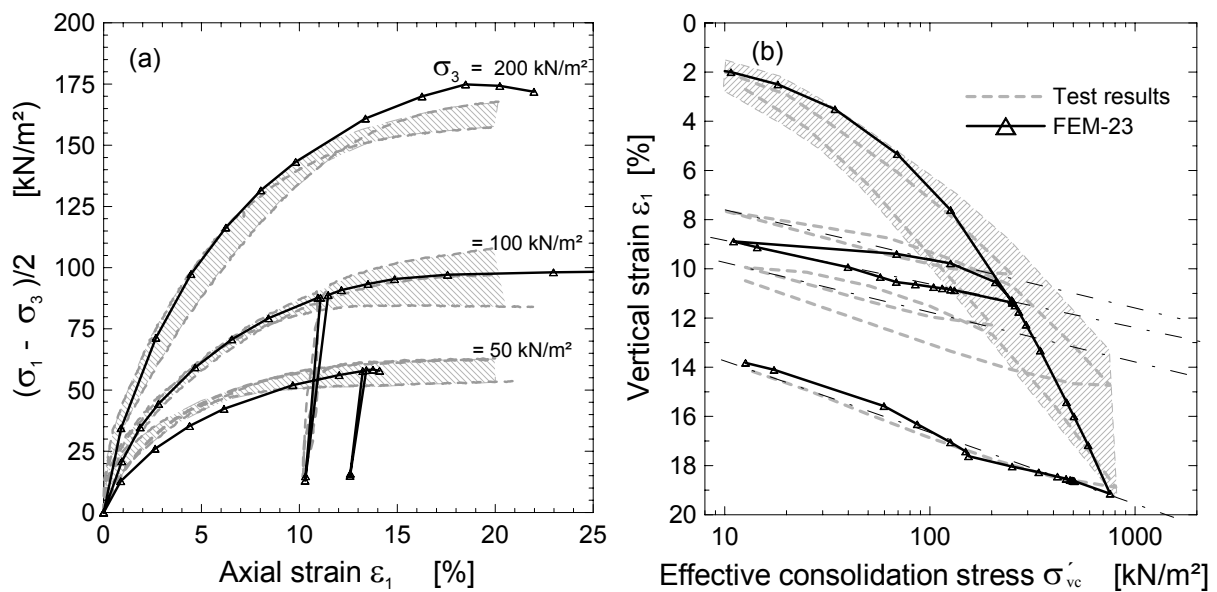 (a)
σ₃ = 200 kN/m²
= 100 kN/m²
= 50 kN/m²
(σ₁ - σ₃)/2 [kN/m²]
200
175
150
125
100
75
50
25
0
0 5 10 15 20 25
Axial strain ε₁ [%]
(b)
Test results
FEM-23
Vertical strain ε₁ [%]
0
2
4
6
8
10
12
14
16
18
20
10 100 1000
Effective consolidation stress σ′vc [kN/m²]